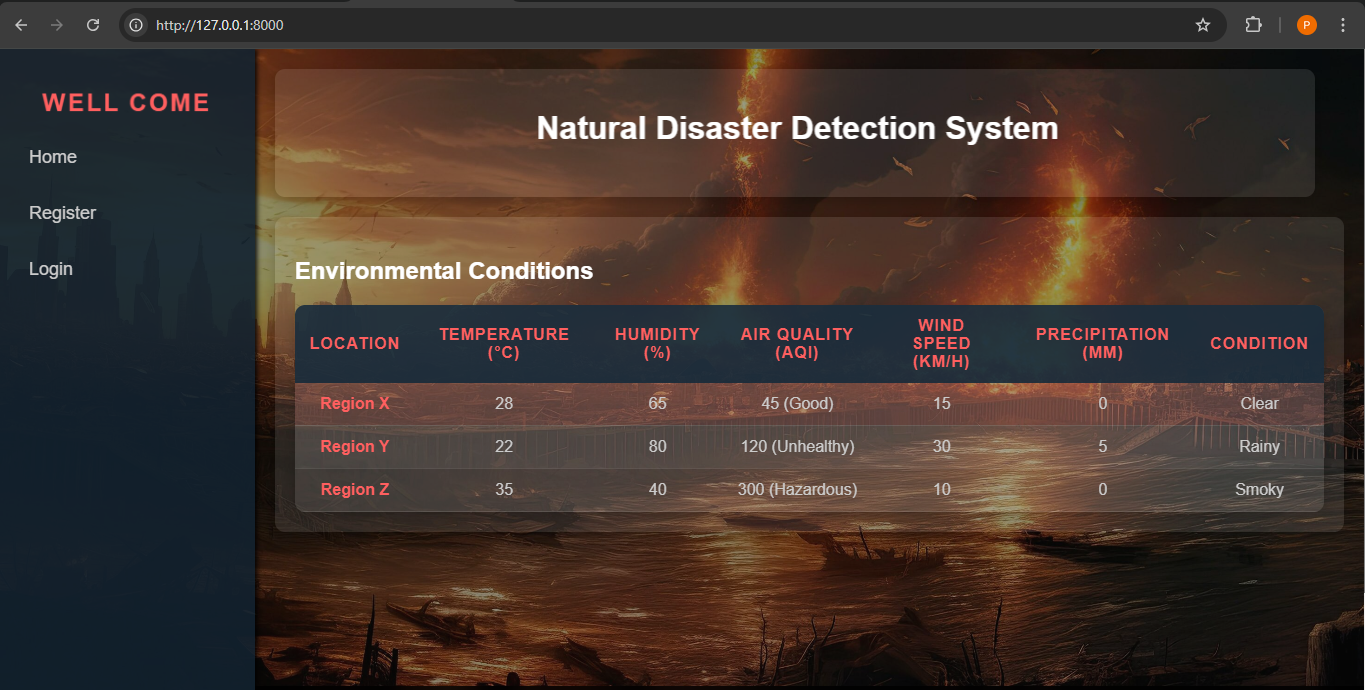 http://127.0.0.1:8000
P
WELL COME
Home
Register
Login
Natural Disaster Detection System
Environmental Conditions
LOCATION TEMPERATURE (°C) HUMIDITY (%) AIR QUALITY (AQI) WIND SPEED (KM/H) PRECIPITATION (MM) CONDITION
Region X 28 65 45 (Good) 15 0 Clear
Region Y 22 80 120 (Unhealthy) 30 5 Rainy
Region Z 35 40 300 (Hazardous) 10 0 Smoky